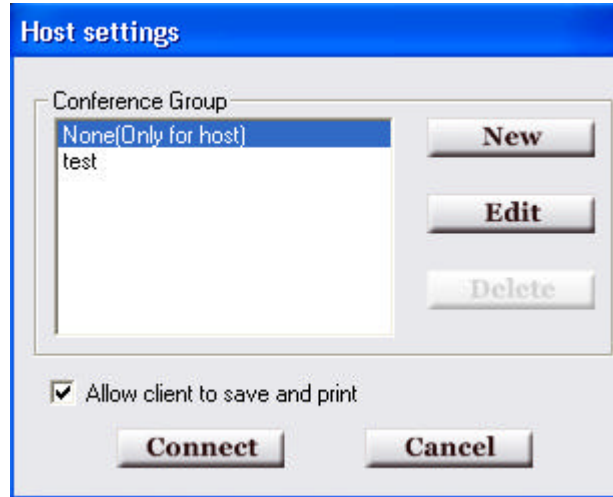 Host settings
Conference Group
None(Only for host)
test
New
Edit
Delete
Allow client to save and print
Connect
Cancel